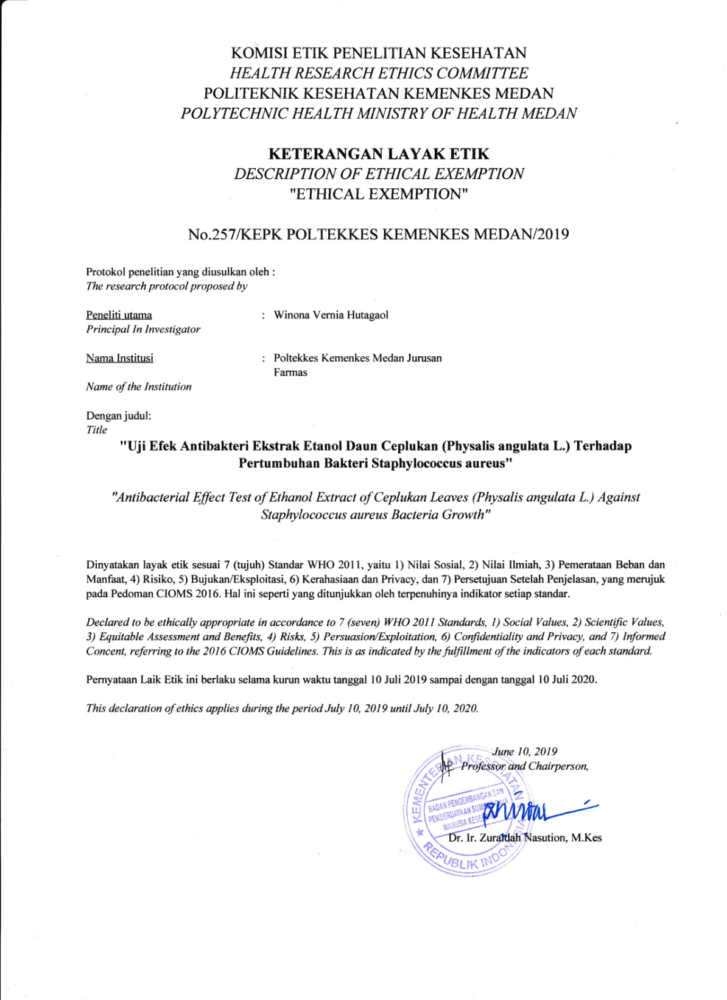 KOMISI ETIK PENELITIAN KESEHATAN
HEALTH RESEARCH ETHICS COMMITTEE
POLITEKNIK KESEHATAN KEMENKES MEDAN
POLYTECHNIC HEALTH MINISTRY OF HEALTH MEDAN
KETERANGAN LAYAK ETIK
DESCRIPTION OF ETHICAL EXEMPTION
"ETHICAL EXEMPTION"
No.257/KEPK POLTEKKES KEMENKES MEDAN/2019
Protokol penelitian yang diusulkan oleh :
The research protocol proposed by
Peneliti utama : Winona Vernia Hutagaol
Principal In Investigator
Nama Institusi : Poltekkes Kemenkes Medan Jurusan
Farmas
Name of the Institution
Dengan judul:
Title
"Uji Efek Antibakteri Ekstrak Etanol Daun Ceplukan (Physalis angulata L.) Terhadap
Pertumbuhan Bakteri Staphylococcus aureus"
"Antibacterial Effect Test of Ethanol Extract of Ceplukan Leaves (Physalis angulata L.) Against
Staphylococcus aureus Bacteria Growth"
Dinyatakan layak etik sesuai 7 (tujuh) Standar WHO 2011, yaitu 1) Nilai Sosial, 2) Nilai Ilmiah, 3) Pemerataan Beban dan
Manfaat, 4) Risiko, 5) Bujukan/Eksploitasi, 6) Kerahasiaan dan Privacy, dan 7) Persetujuan Setelah Penjelasan, yang merujuk
pada Pedoman CIOMS 2016. Hal ini seperti yang ditunjukkan oleh terpenuhinya indikator setiap standar.
Declared to be ethically appropriate in accordance to 7 (seven) WHO 2011 Standards, 1) Social Values, 2) Scientific Values,
3) Equitable Assessment and Benefits, 4) Risks, 5) Persuasion/Exploitation, 6) Confidentiality and Privacy, and 7) Informed
Concent, referring to the 2016 CIOMS Guidelines. This is as indicated by the fulfillment of the indicators of each standard.
Pernyataan Laik Etik ini berlaku selama kurun waktu tanggal 10 Juli 2019 sampai dengan tanggal 10 Juli 2020.
This declaration of ethics applies during the period July 10, 2019 until July 10, 2020.
June 10, 2019
Professor and Chairperson,
KEMENTERIAN KESEHATAN
BADAN PENGEMBANGAN DAN
PEMBERDAYAAN SUMBER DAYA
MANUSIA
REPUBLIK INDONESIA
Dr. Ir. Zuraidah Nasution, M.Kes